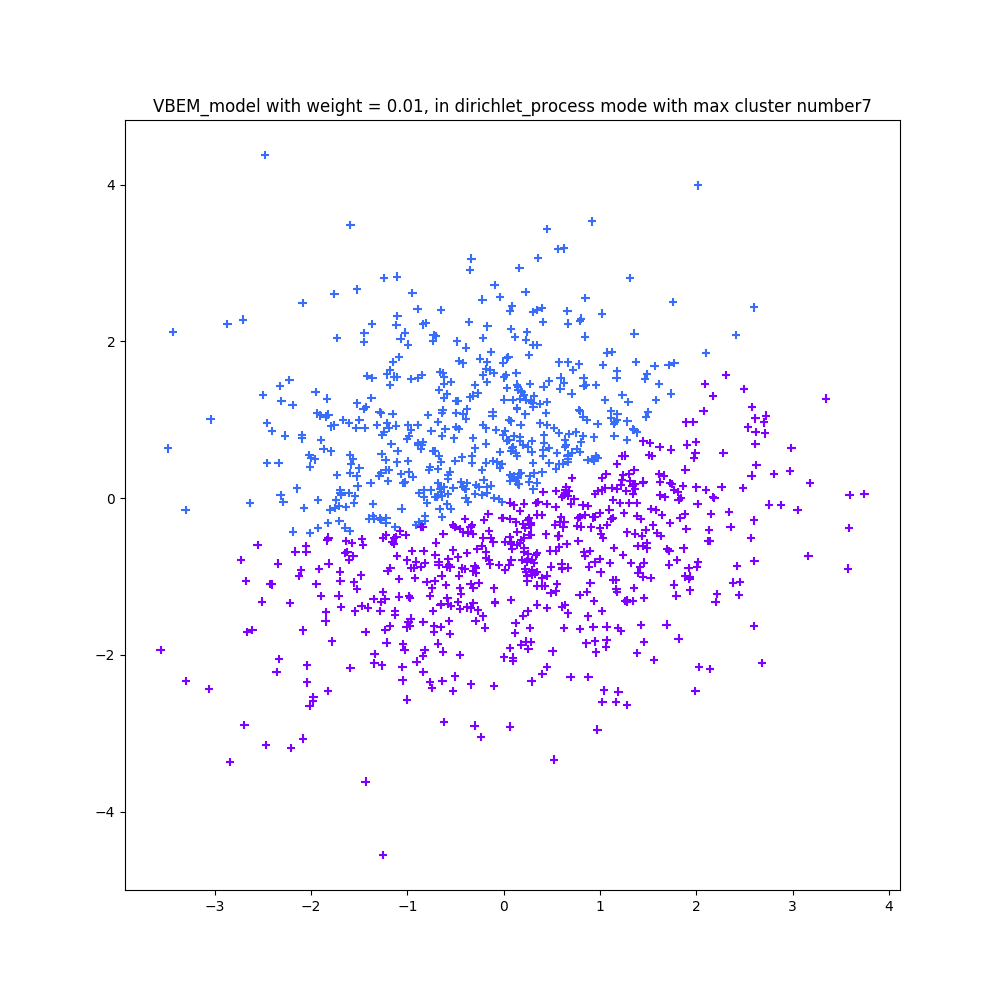 VBEM_model with weight = 0.01, in dirichlet_process mode with max cluster number7
4
2
0
−2
−4
−3 −2 −1 0 1 2 3 4